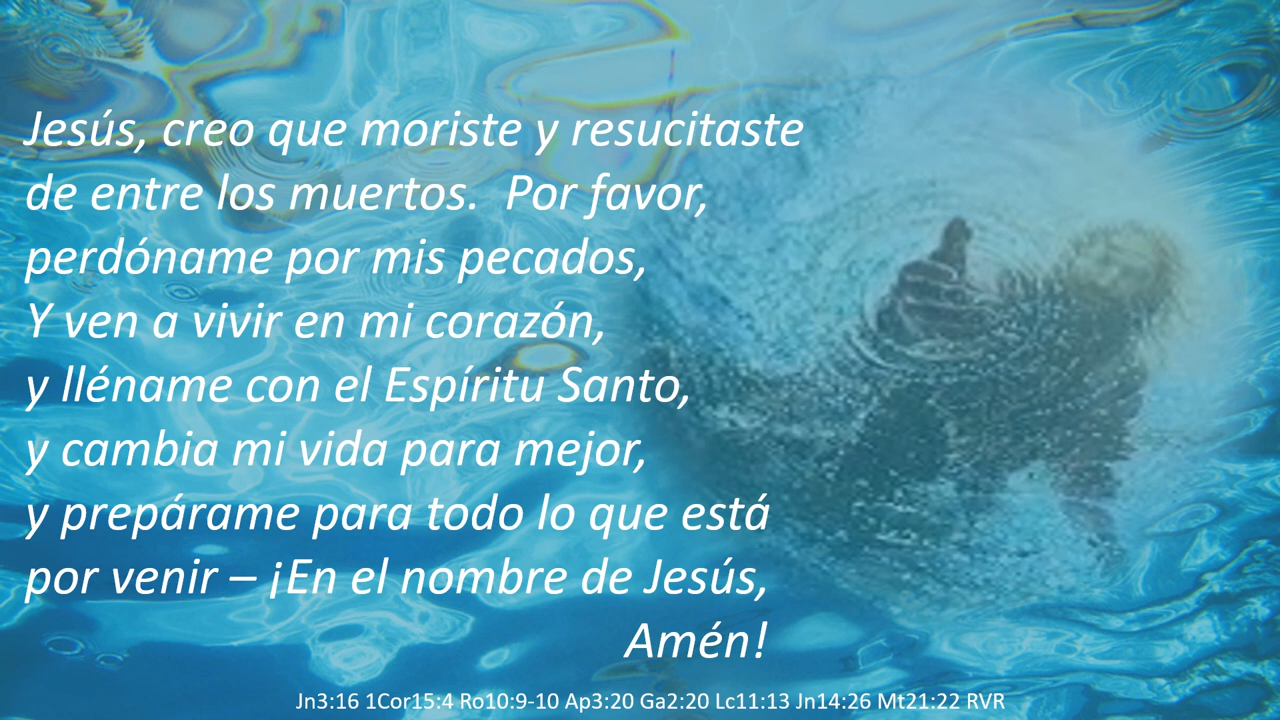 Jesús, creo que moriste y resucitaste
de entre los muertos.  Por favor,
perdóname por mis pecados,
Y ven a vivir en mi corazón,
y lléname con el Espíritu Santo,
y cambia mi vida para mejor,
y prepárame para todo lo que está
por venir – ¡En el nombre de Jesús,
Amén!
Jn3:16 1Cor15:4 Ro10:9-10 Ap3:20 Ga2:20 Lc11:13 Jn14:26 Mt21:22 RVR